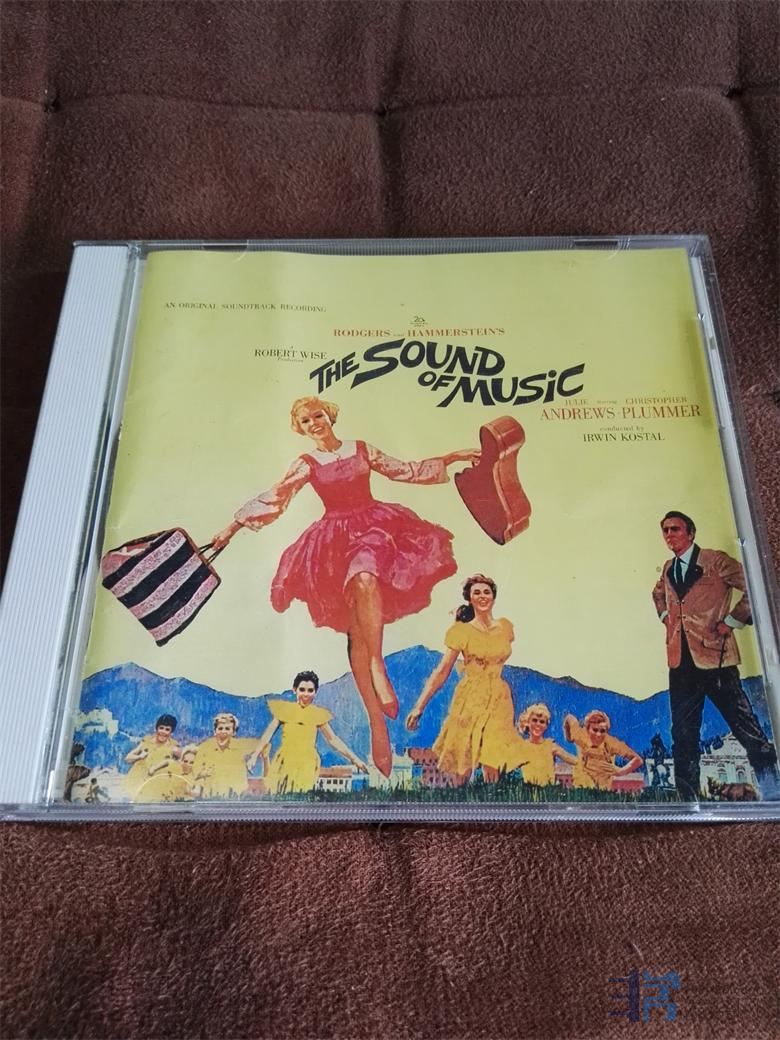 AN ORIGINAL SOUNDTRACK RECORDING
RODGERS and HAMMERSTEIN'S
A
ROBERT WISE
Production
THE SOUND
OF MUSIC
JULIE starring CHRISTOPHER
ANDREWS · PLUMMER
conducted by
IRWIN KOSTAL